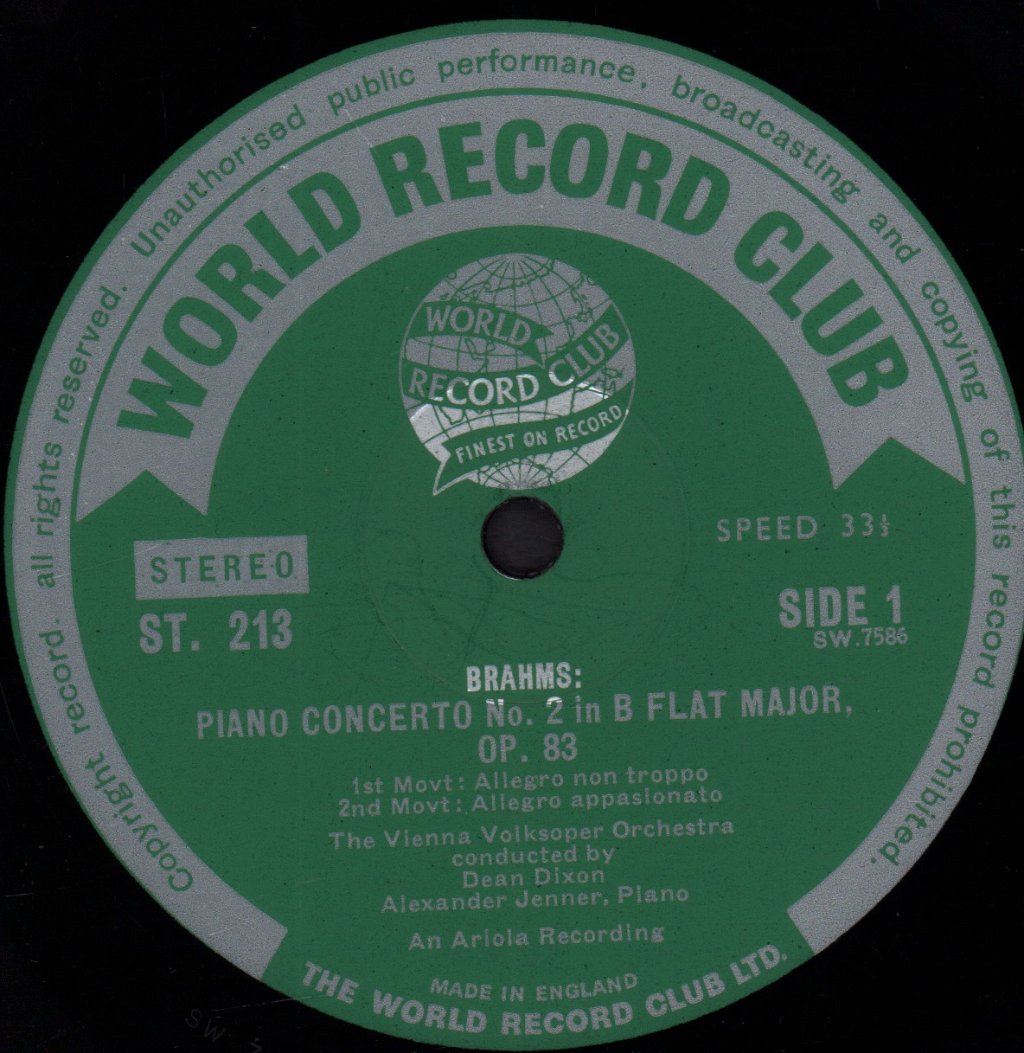 Copyright record. all rights reserved. Unauthorised public performance, broadcasting and copying of this record prohibited.
WORLD RECORD CLUB
WORLD
RECORD CLUB
FINEST ON RECORD
SPEED 33⅓
STEREO
ST. 213
SIDE 1
SW.7586
BRAHMS:
PIANO CONCERTO No. 2 in B FLAT MAJOR,
OP. 83
1st Movt: Allegro non troppo
2nd Movt: Allegro appasionato
The Vienna Volksoper Orchestra
conducted by
Dean Dixon
Alexander Jenner, Piano
An Ariola Recording
MADE IN ENGLAND
THE WORLD RECORD CLUB LTD.
SW